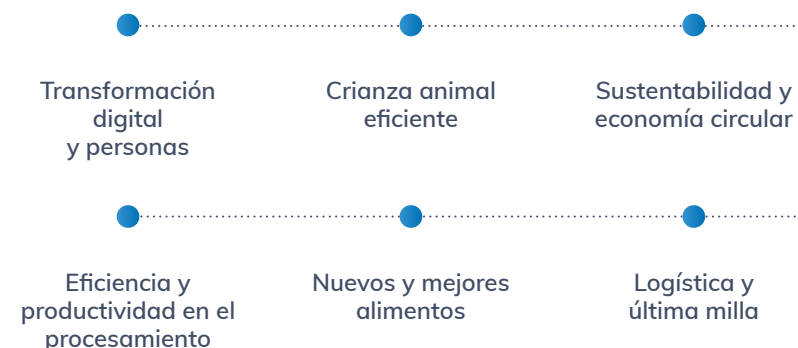 Transformación
digital
y personas
Crianza animal
eficiente
Sustentabilidad y
economía circular
Eficiencia y
productividad en el
procesamiento
Nuevos y mejores
alimentos
Logística y
última milla